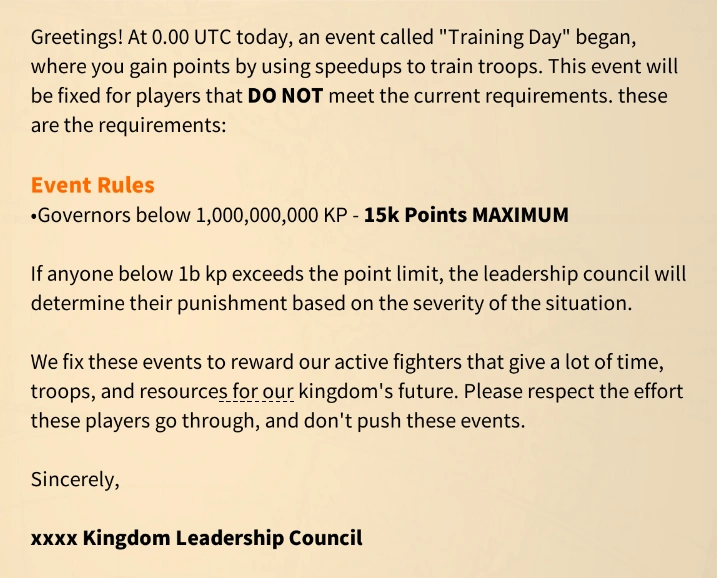 Greetings! At 0.00 UTC today, an event called "Training Day" began,
where you gain points by using speedups to train troops. This event will
be fixed for players that DO NOT meet the current requirements. these
are the requirements:
Event Rules
•Governors below 1,000,000,000 KP - 15k Points MAXIMUM
If anyone below 1b kp exceeds the point limit, the leadership council will
determine their punishment based on the severity of the situation.
We fix these events to reward our active fighters that give a lot of time,
troops, and resources for our kingdom's future. Please respect the effort
these players go through, and don't push these events.
Sincerely,
xxxx Kingdom Leadership Council